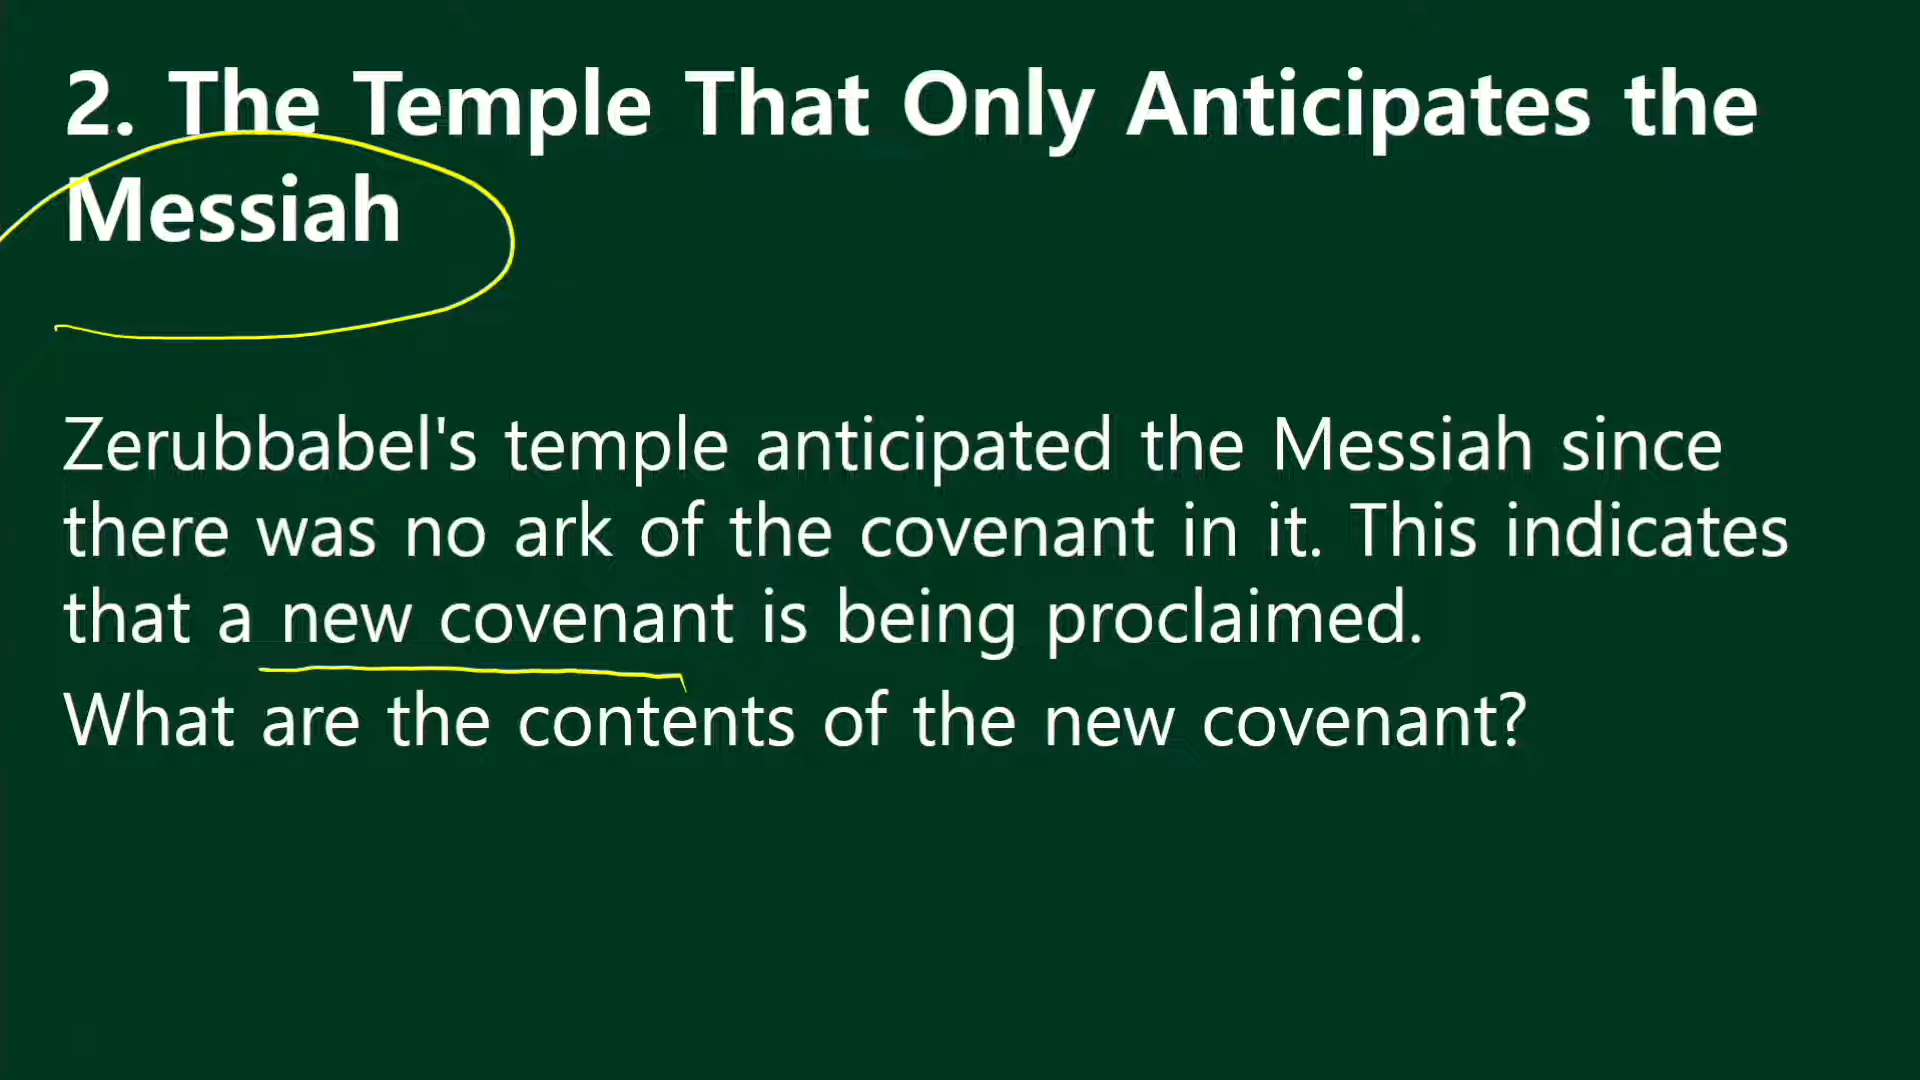 2. The Temple That Only Anticipates the
Messiah
Zerubbabel's temple anticipated the Messiah since
there was no ark of the covenant in it. This indicates
that a new covenant is being proclaimed.
What are the contents of the new covenant?